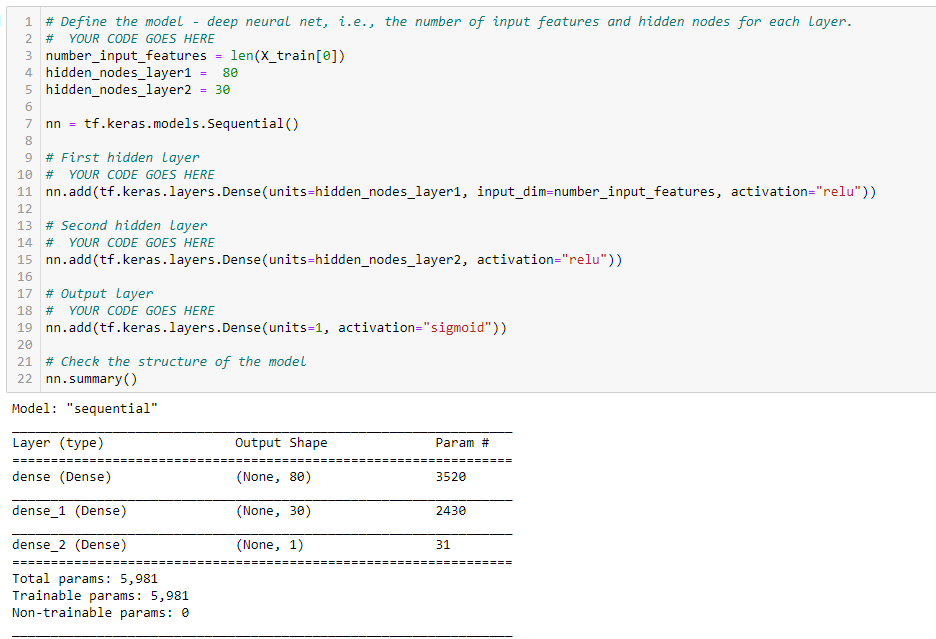 1 # Define the model - deep neural net, i.e., the number of input features and hidden nodes for each layer.
2 #  YOUR CODE GOES HERE
3 number_input_features = len(X_train[0])
4 hidden_nodes_layer1 =  80
5 hidden_nodes_layer2 = 30
6
7 nn = tf.keras.models.Sequential()
8
9 # First hidden layer
10 #  YOUR CODE GOES HERE
11 nn.add(tf.keras.layers.Dense(units=hidden_nodes_layer1, input_dim=number_input_features, activation="relu"))
12
13 # Second hidden layer
14 #  YOUR CODE GOES HERE
15 nn.add(tf.keras.layers.Dense(units=hidden_nodes_layer2, activation="relu"))
16
17 # Output layer
18 #  YOUR CODE GOES HERE
19 nn.add(tf.keras.layers.Dense(units=1, activation="sigmoid"))
20
21 # Check the structure of the model
22 nn.summary()
Model: "sequential"
_________________________________________________________________
Layer (type)                 Output Shape              Param #
=================================================================
dense (Dense)                (None, 80)                3520
_________________________________________________________________
dense_1 (Dense)              (None, 30)                2430
_________________________________________________________________
dense_2 (Dense)              (None, 1)                 31
=================================================================
Total params: 5,981
Trainable params: 5,981
Non-trainable params: 0
_________________________________________________________________